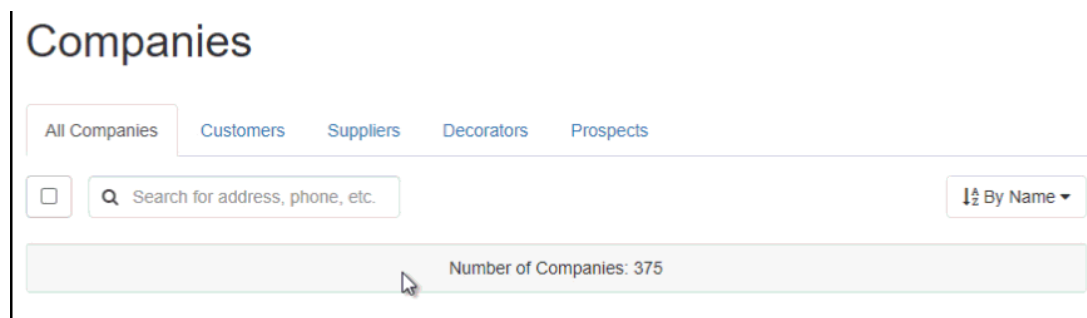 Companies
All Companies Customers Suppliers Decorators Prospects
Search for address, phone, etc. By Name
Number of Companies: 375